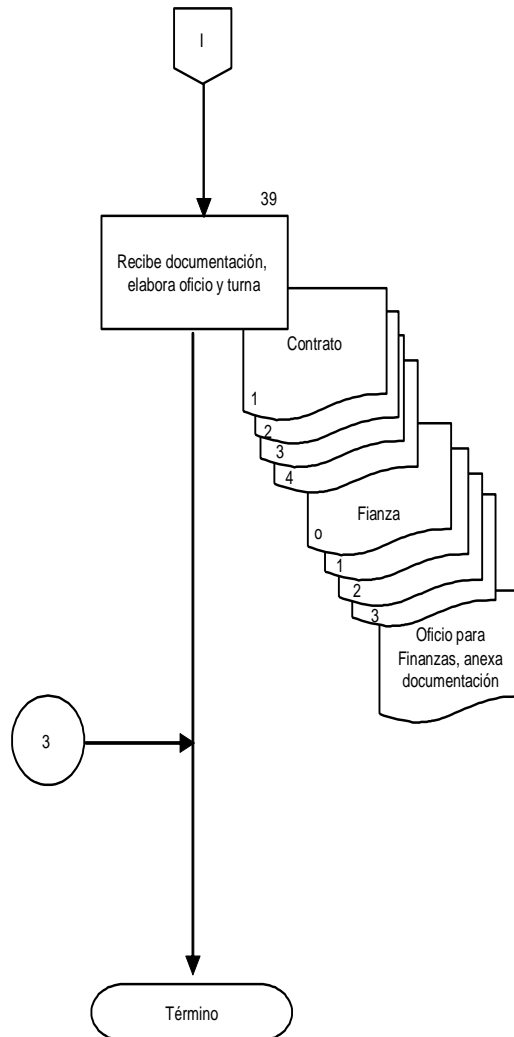 I
39
Recibe documentación,
elabora oficio y turna
Contrato
1
2
3
4
Fianza
o
1
2
3
Oficio para
Finanzas, anexa
documentación
3
Término